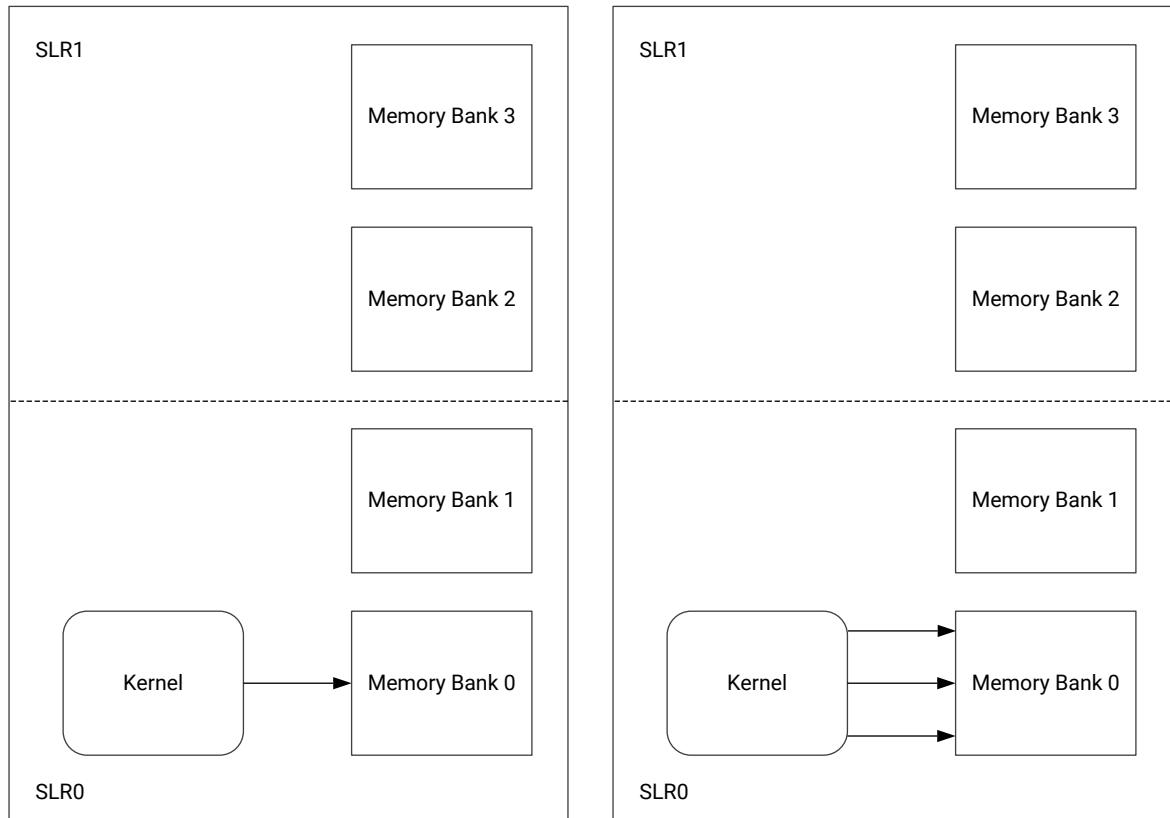 SLR1
Memory Bank 3
Memory Bank 2
Memory Bank 1
Kernel
Memory Bank 0
SLR0
SLR1
Memory Bank 3
Memory Bank 2
Memory Bank 1
Kernel
Memory Bank 0
SLR0